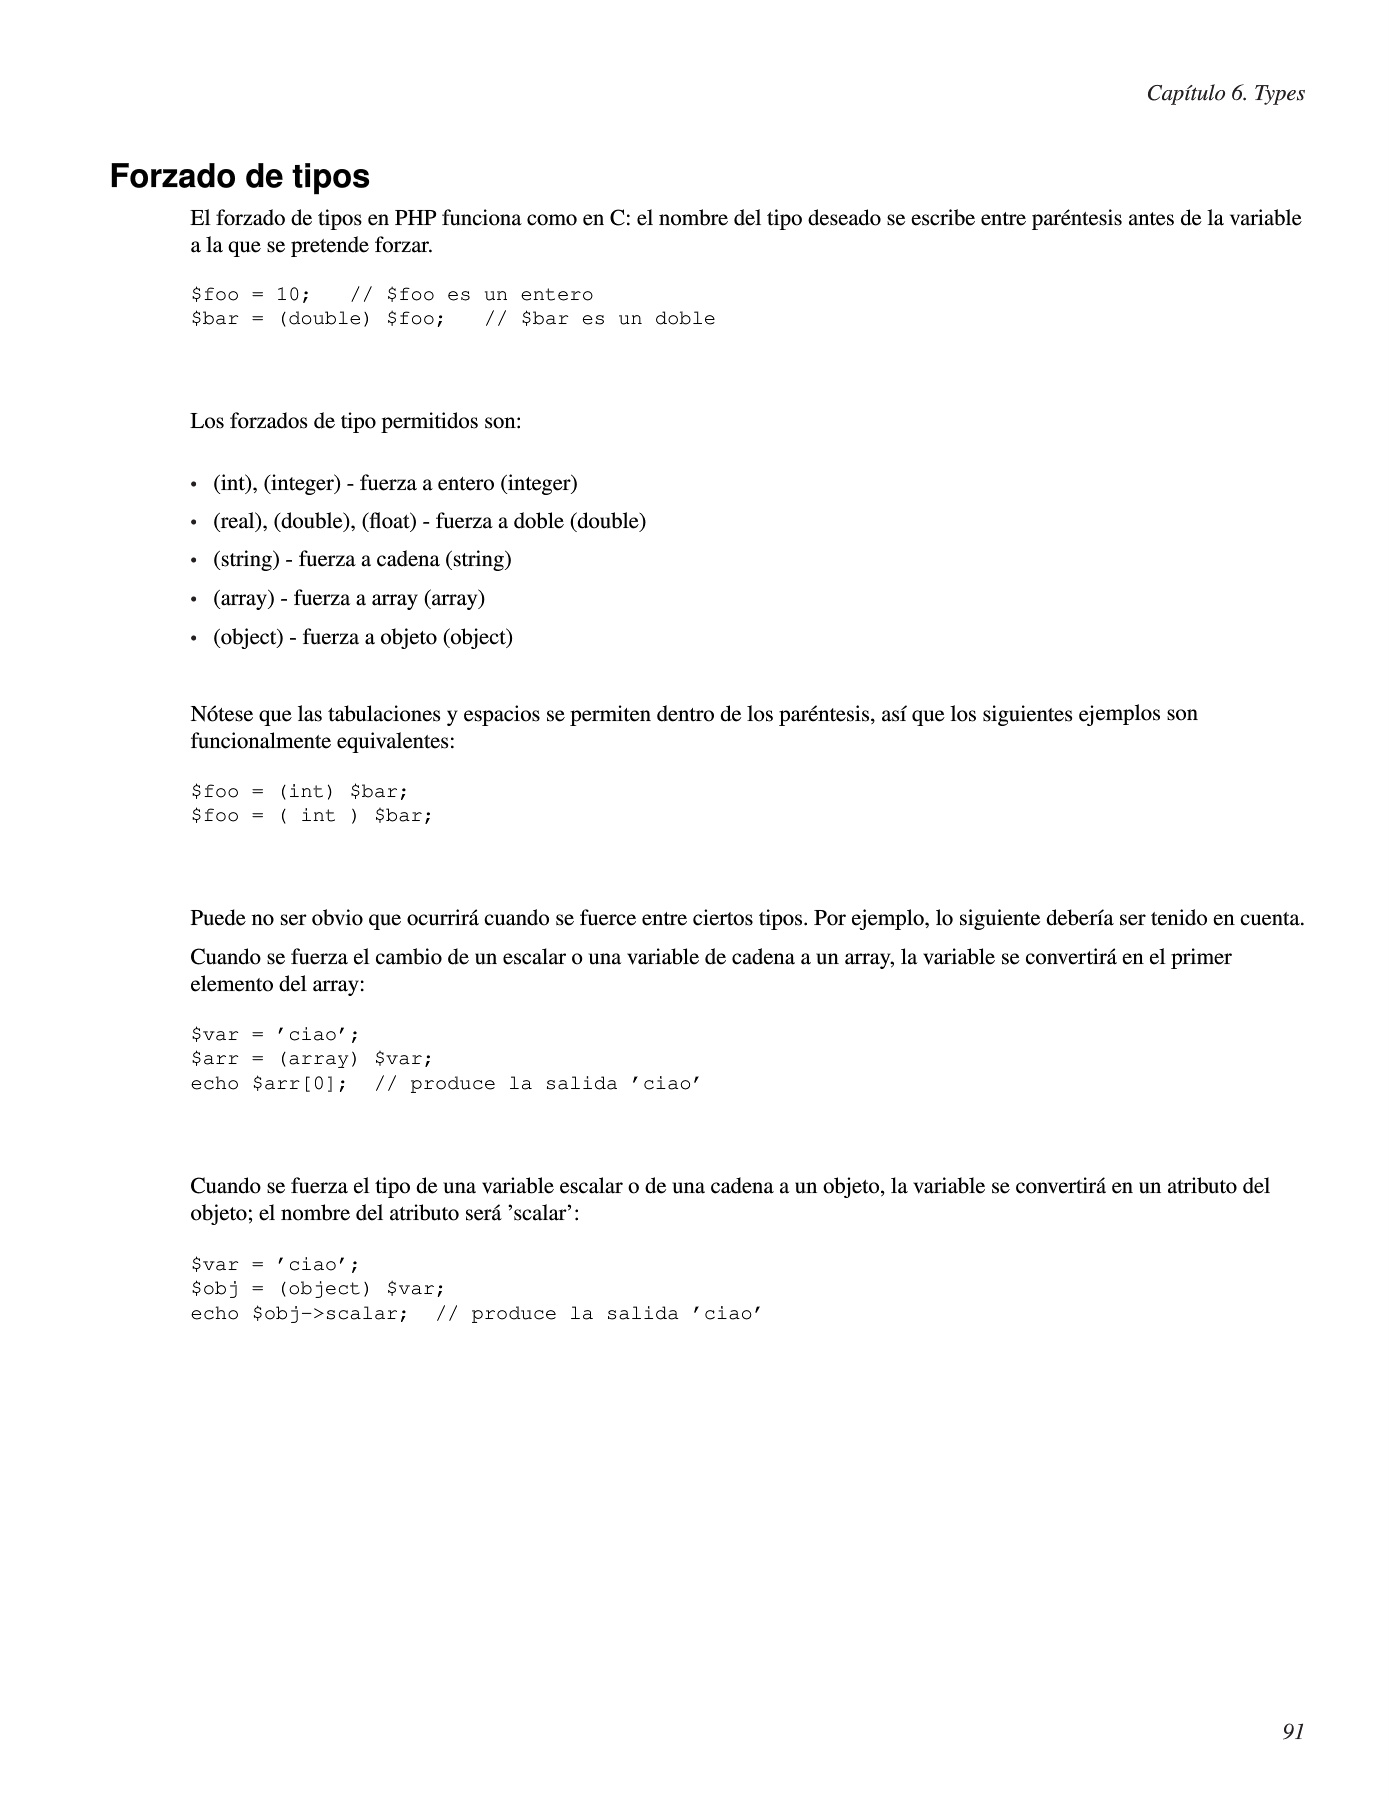 Capítulo 6. Types
Forzado de tipos
El forzado de tipos en PHP funciona como en C: el nombre del tipo deseado se escribe entre paréntesis antes de la variable
a la que se pretende forzar.
$foo = 10;   // $foo es un entero
$bar = (double) $foo;   // $bar es un doble
Los forzados de tipo permitidos son:
• (int), (integer) - fuerza a entero (integer)
• (real), (double), (float) - fuerza a doble (double)
• (string) - fuerza a cadena (string)
• (array) - fuerza a array (array)
• (object) - fuerza a objeto (object)
Nótese que las tabulaciones y espacios se permiten dentro de los paréntesis, así que los siguientes ejemplos son
funcionalmente equivalentes:
$foo = (int) $bar;
$foo = ( int ) $bar;
Puede no ser obvio que ocurrirá cuando se fuerce entre ciertos tipos. Por ejemplo, lo siguiente debería ser tenido en cuenta.
Cuando se fuerza el cambio de un escalar o una variable de cadena a un array, la variable se convertirá en el primer
elemento del array:
$var = ’ciao’;
$arr = (array) $var;
echo $arr[0];  // produce la salida ’ciao’
Cuando se fuerza el tipo de una variable escalar o de una cadena a un objeto, la variable se convertirá en un atributo del
objeto; el nombre del atributo será ’scalar’:
$var = ’ciao’;
$obj = (object) $var;
echo $obj->scalar;  // produce la salida ’ciao’
91